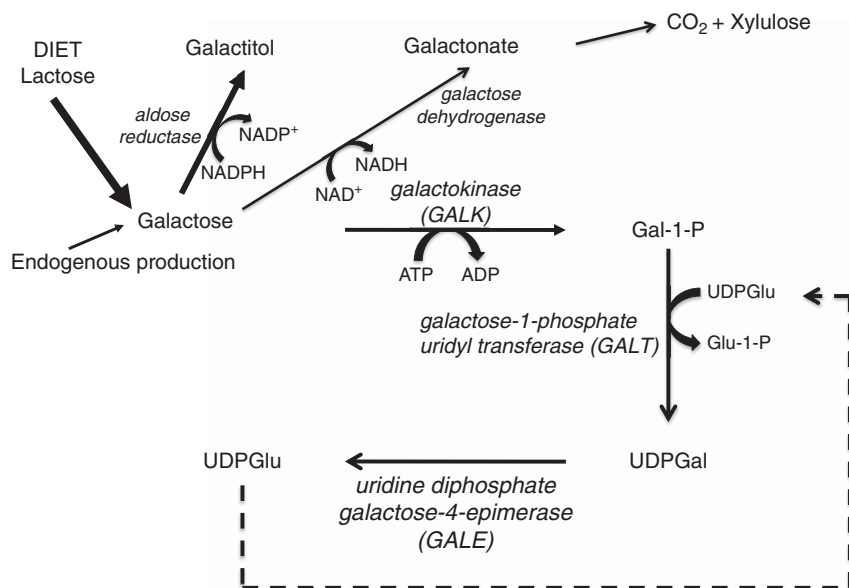 DIET
Lactose
Galactitol
Galactonate
CO₂ + Xylulose
aldose
reductase
NADP⁺
NADPH
galactose
dehydrogenase
NADH
NAD⁺
Galactose
Endogenous production
galactokinase
(GALK)
ATP
ADP
Gal-1-P
UDPGlu
galactose-1-phosphate
uridyl transferase (GALT)
Glu-1-P
UDPGlu
UDPGal
uridine diphosphate
galactose-4-epimerase
(GALE)